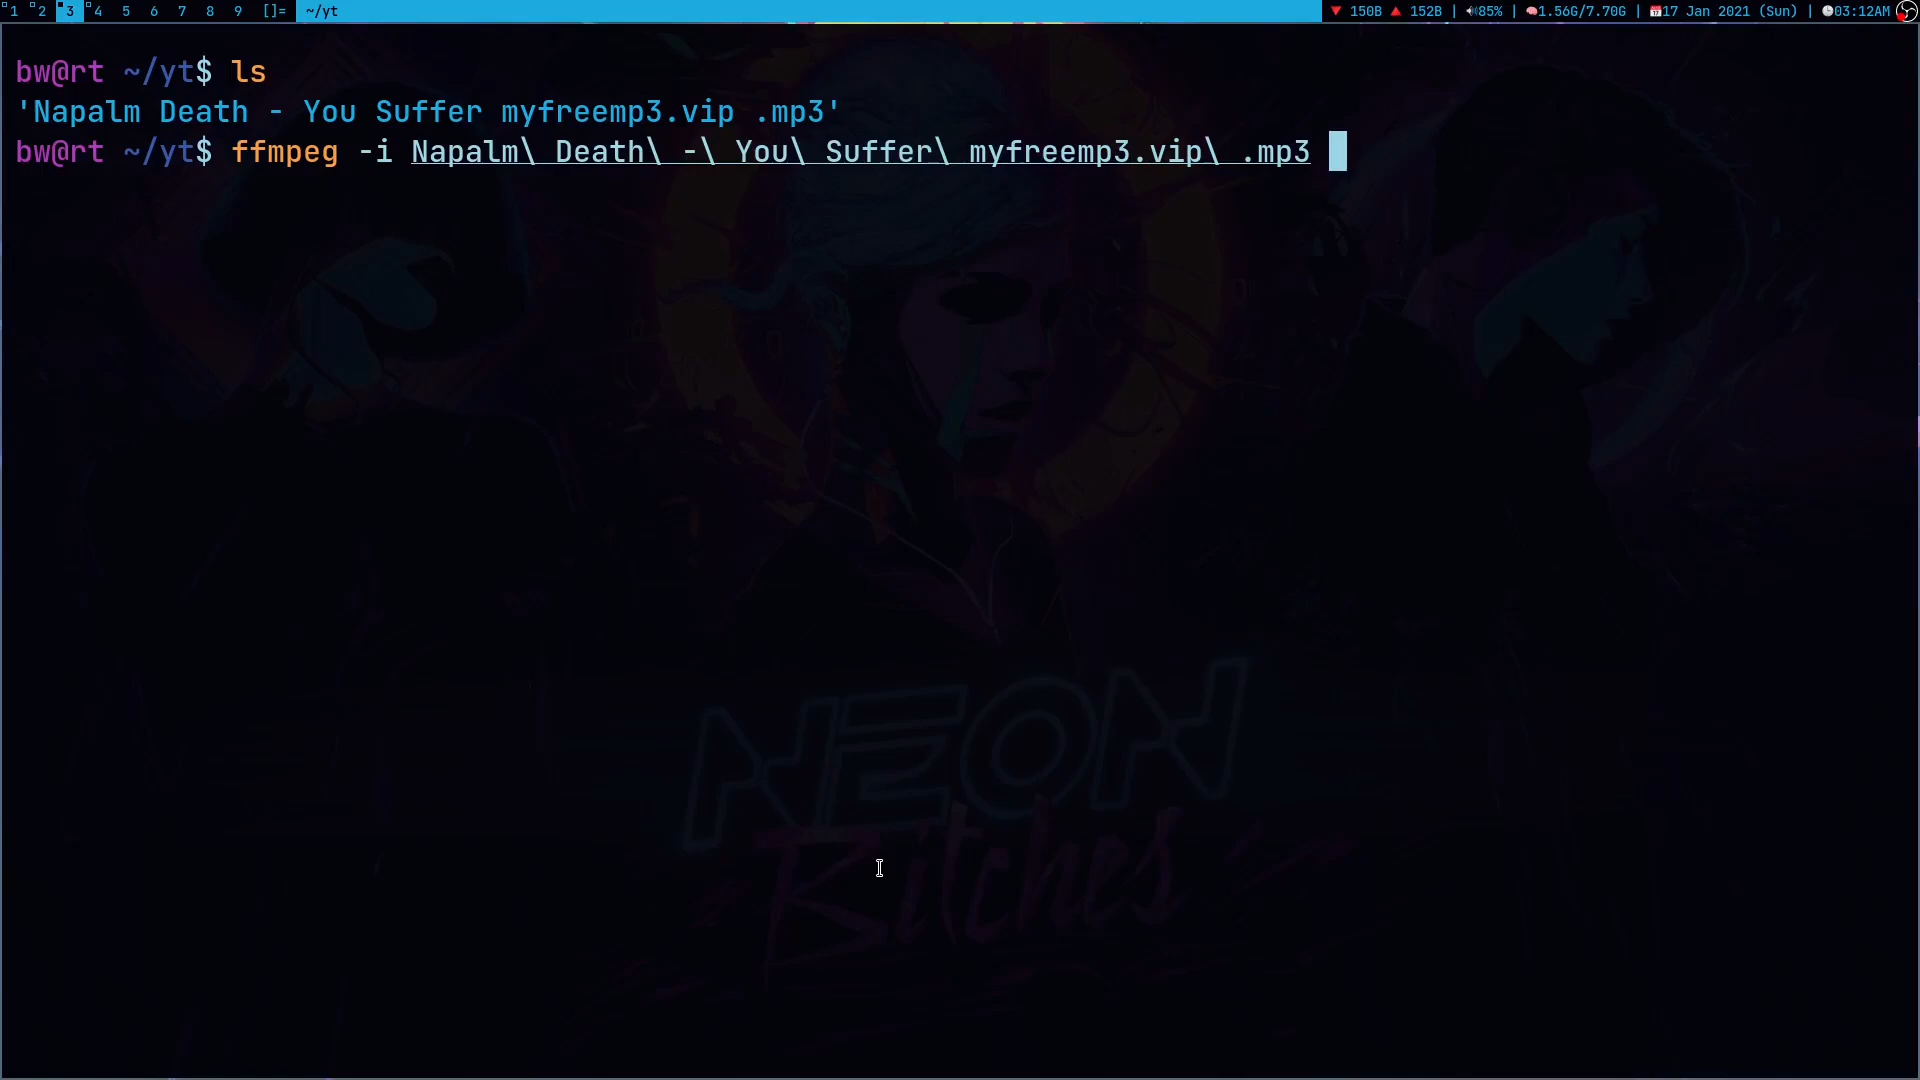 1 2 3 4 5 6 7 8 9 []= ~/yt 🔻 150B 🔺 152B | 🔊85% | 🧠1.56G/7.70G | 📅17 Jan 2021 (Sun) | 🕒03:12AM
bw@rt ~/yt$ ls
'Napalm Death - You Suffer myfreemp3.vip .mp3'
bw@rt ~/yt$ ffmpeg -i Napalm\ Death\ -\ You\ Suffer\ myfreemp3.vip\ .mp3
NEON
Bitches